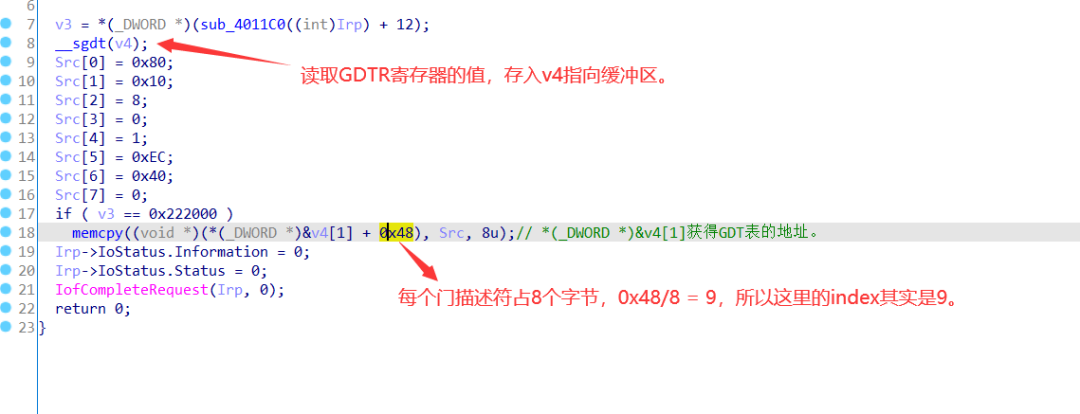 6
7 v3 = *(_DWORD *)(sub_4011C0((int)Irp) + 12);
8 __sgdt(v4);
读取GDTR寄存器的值，存入v4指向缓冲区。
9 Src[0] = 0x80;
10 Src[1] = 0x10;
11 Src[2] = 8;
12 Src[3] = 0;
13 Src[4] = 1;
14 Src[5] = 0xEC;
15 Src[6] = 0x40;
16 Src[7] = 0;
17 if ( v3 == 0x222000 )
18 memcpy((void *)(*(_DWORD *)&v4[1] + 0x48), Src, 8u);// *(_DWORD *)&v4[1]获得GDT表的地址。
19 Irp->IoStatus.Information = 0;
20 Irp->IoStatus.Status = 0;
21 IofCompleteRequest(Irp, 0);
每个门描述符占8个字节，0x48/8 = 9，所以这里的index其实是9。
22 return 0;
23 }